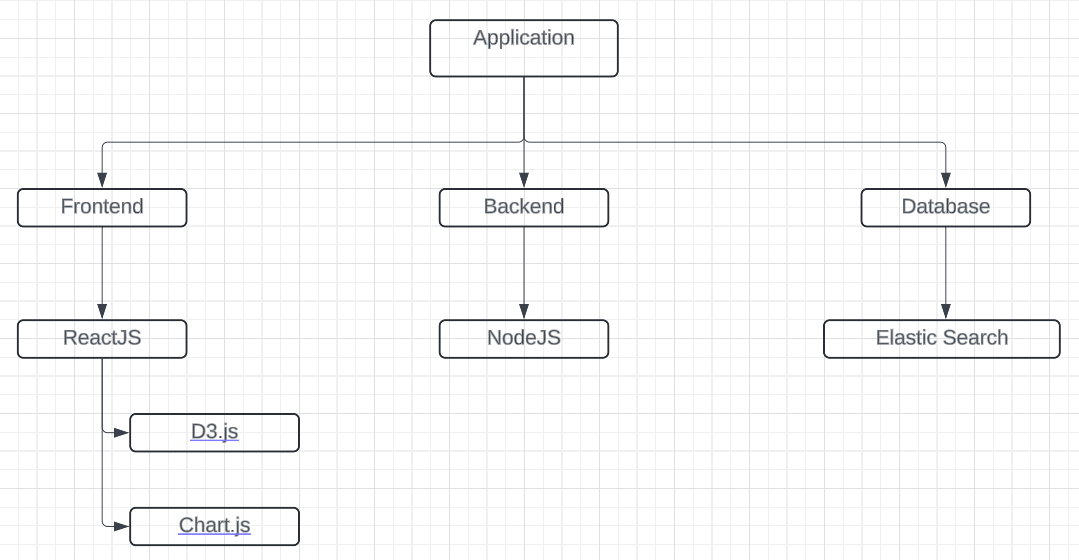 Application
Frontend
Backend
Database
ReactJS
NodeJS
Elastic Search
D3.js
Chart.js